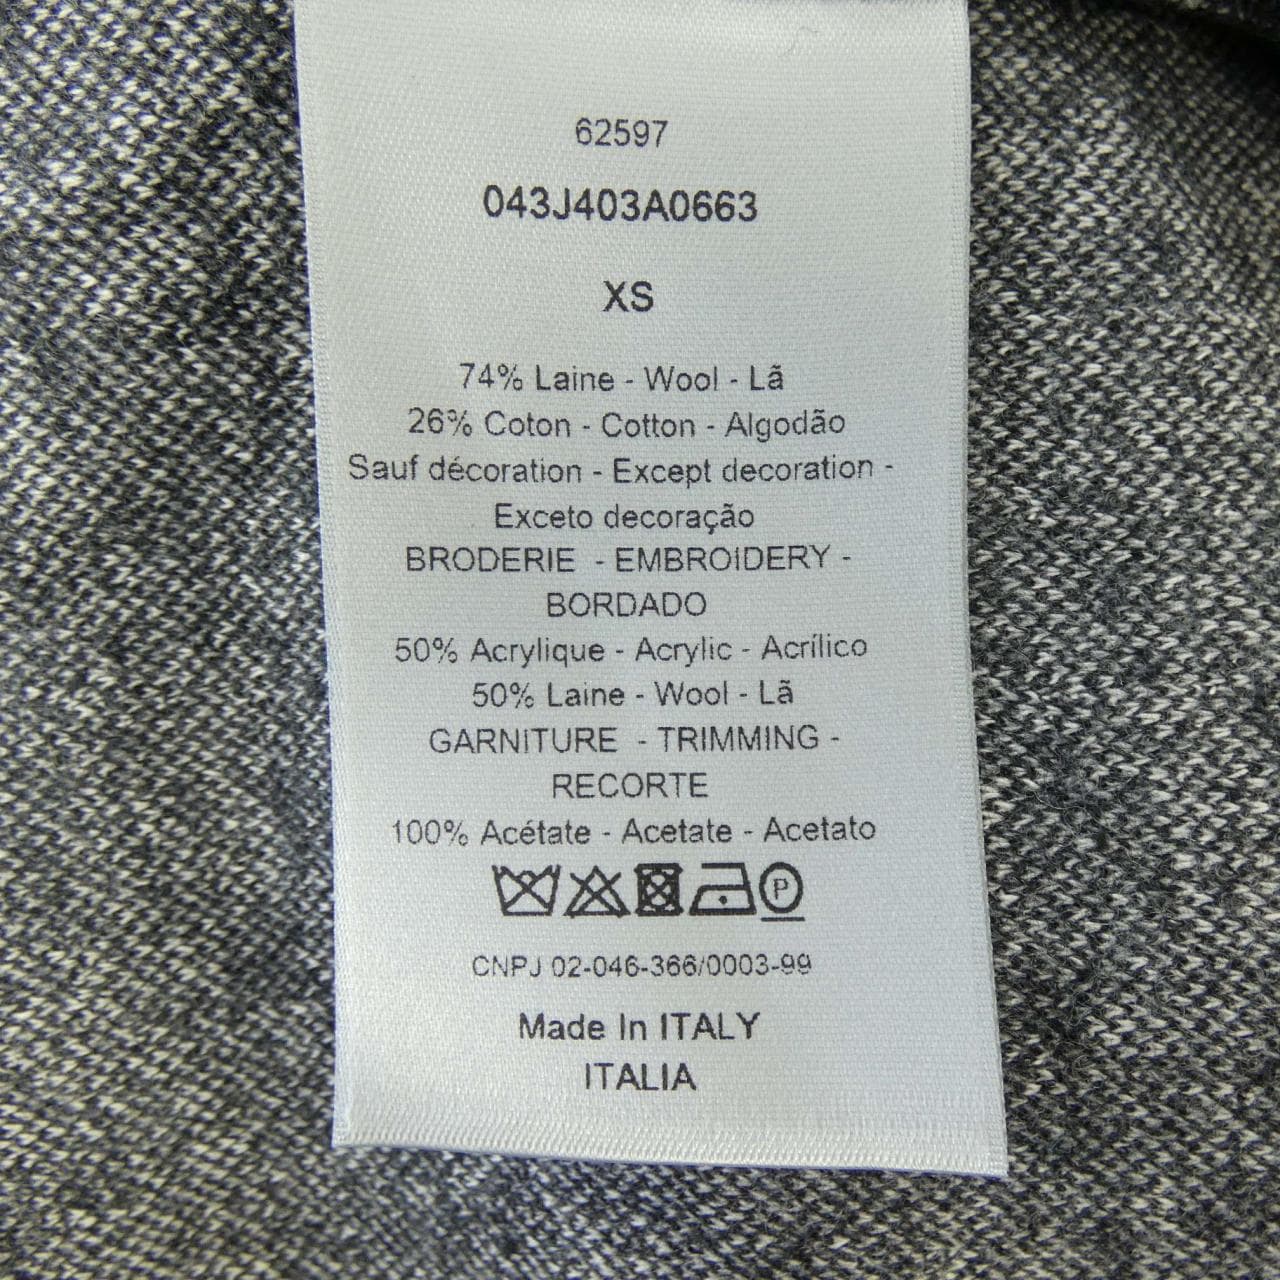 62597
043J403A0663
XS
74% Laine - Wool - Lã
26% Coton - Cotton - Algodão
Sauf décoration - Except decoration -
Exceto decoração
BRODERIE - EMBROIDERY -
BORDADO
50% Acrylique - Acrylic - Acrílico
50% Laine - Wool - Lã
GARNITURE - TRIMMING -
RECORTE
100% Acétate - Acetate - Acetato
P
CNPJ 02-046-366/0003-99
Made In ITALY
ITALIA